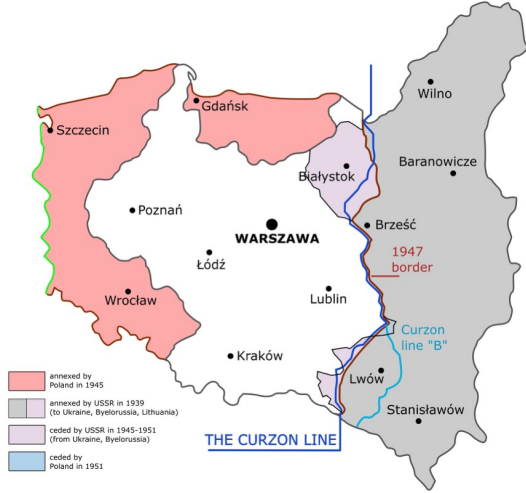 Wilno
Gdańsk
Szczecin
Baranowicze
Białystok
Poznań
Brześć
WARSZAWA
1947
border
Łódź
Wrocław
Lublin
Curzon
line "B"
Kraków
Lwów
Stanisławów
THE CURZON LINE
annexed by
Poland in 1945
annexed by USSR in 1939
(to Ukraine, Byelorussia, Lithuania)
ceded by USSR in 1945-1951
(from Ukraine, Byelorussia)
ceded by
Poland in 1951